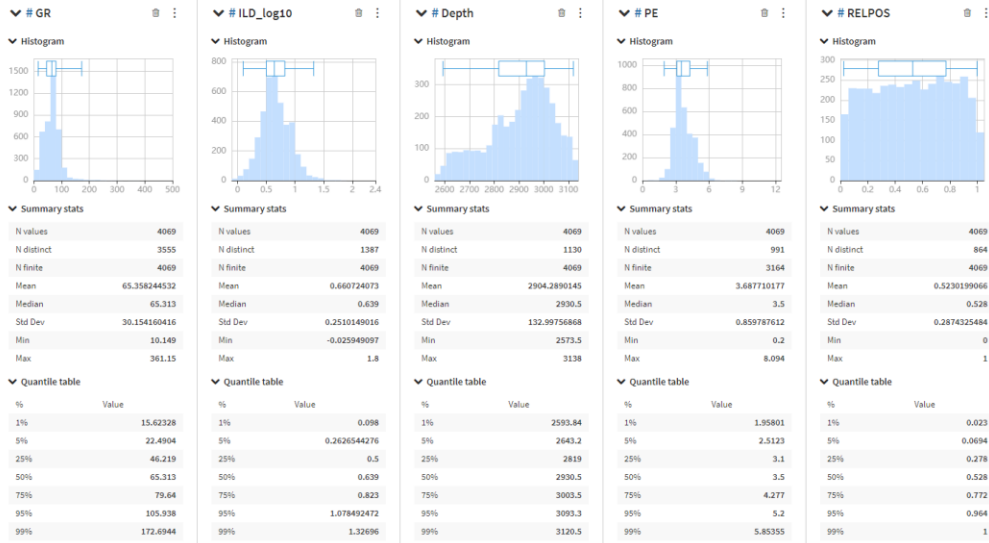 # GR
Histogram
1500
1200
900
600
300
0
0 100 200 300 400 500
Summary stats
N values 4069
N distinct 3555
N finite 4069
Mean 65.358244532
Median 65.313
Std Dev 30.154160416
Min 10.149
Max 361.15
Quantile table
% Value
1% 15.62328
5% 22.4904
25% 46.219
50% 65.313
75% 79.64
95% 105.938
99% 172.6944
# ILD_log10
Histogram
800
600
400
200
0
0 0.5 1 1.5 2 2.4
Summary stats
N values 4069
N distinct 1387
N finite 4069
Mean 0.660724073
Median 0.639
Std Dev 0.2510149016
Min -0.025949097
Max 1.8
Quantile table
% Value
1% 0.098
5% 0.2626544276
25% 0.5
50% 0.639
75% 0.823
95% 1.078492472
99% 1.32696
# Depth
Histogram
300
200
100
0
2600 2700 2800 2900 3000 3100
Summary stats
N values 4069
N distinct 1130
N finite 4069
Mean 2904.2890145
Median 2930.5
Std Dev 132.99756868
Min 2573.5
Max 3138
Quantile table
% Value
1% 2593.84
5% 2643.2
25% 2819
50% 2930.5
75% 3003.5
95% 3093.3
99% 3120.5
# PE
Histogram
1000
800
600
400
200
0
0 3 6 9 12
Summary stats
N values 4069
N distinct 991
N finite 3164
Mean 3.687710177
Median 3.5
Std Dev 0.859787612
Min 0.2
Max 8.094
Quantile table
% Value
1% 1.95801
5% 2.5123
25% 3.1
50% 3.5
75% 4.277
95% 5.2
99% 5.85355
# RELPOS
Histogram
300
250
200
150
100
50
0
0 0.2 0.4 0.6 0.8 1
Summary stats
N values 4069
N distinct 864
N finite 4069
Mean 0.5230199066
Median 0.528
Std Dev 0.2874325484
Min 0
Max 1
Quantile table
% Value
1% 0.023
5% 0.0694
25% 0.278
50% 0.528
75% 0.772
95% 0.964
99% 1